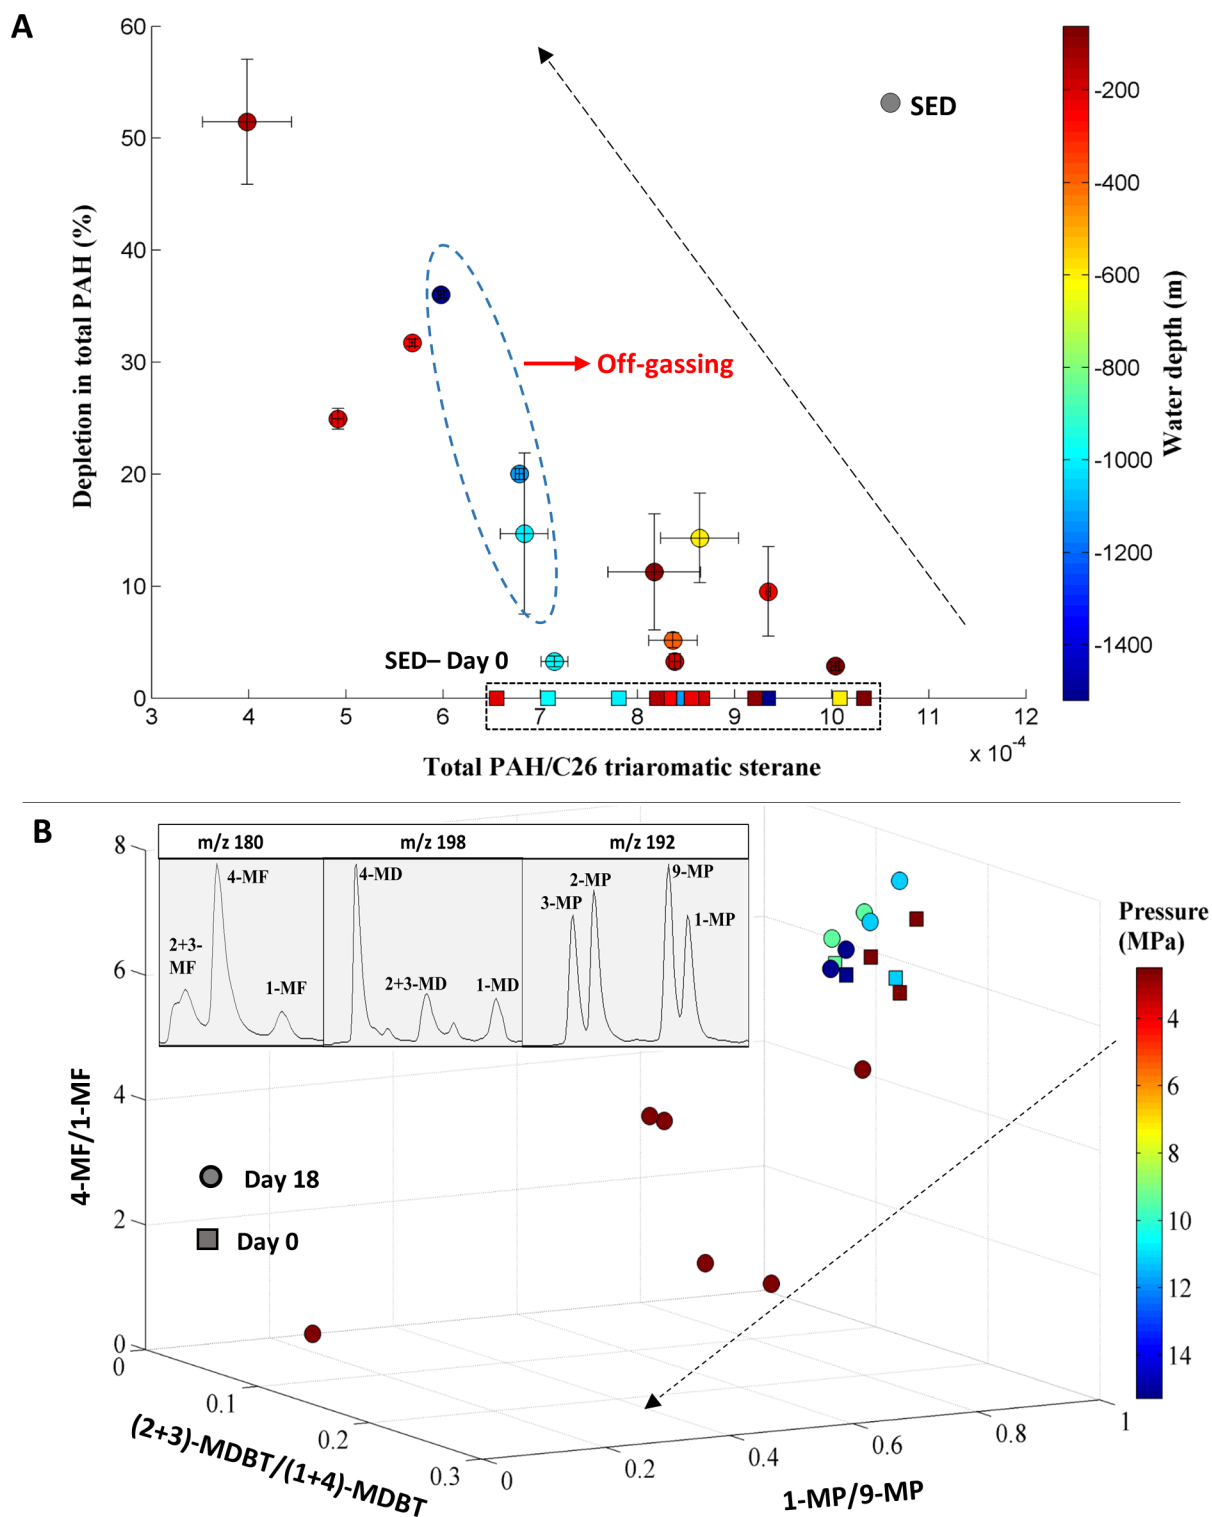 A
60
50
40
30
20
10
0
Depletion in total PAH (%)
SED
Off-gassing
SED– Day 0
3 4 5 6 7 8 9 10 11 12
x 10-4
Total PAH/C26 triaromatic sterane
-200
-400
-600
-800
-1000
-1200
-1400
Water depth (m)
B
m/z 180 m/z 198 m/z 192
4-MF
2+3-
MF
1-MF
4-MD
2+3-MD
1-MD
2-MP
3-MP
9-MP
1-MP
8
6
4
2
0
4-MF/1-MF
Day 18
Day 0
0
0.1
0.2
0.3
(2+3)-MDBT/(1+4)-MDBT
0
0.2
0.4
0.6
0.8
1
1-MP/9-MP
Pressure
(MPa)
4
6
8
10
12
14